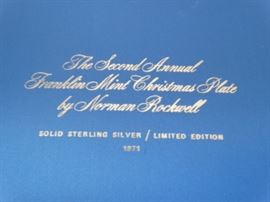 The Second Annual
Franklin Mint Christmas Plate
by Norman Rockwell
SOLID STERLING SILVER / LIMITED EDITION
1971